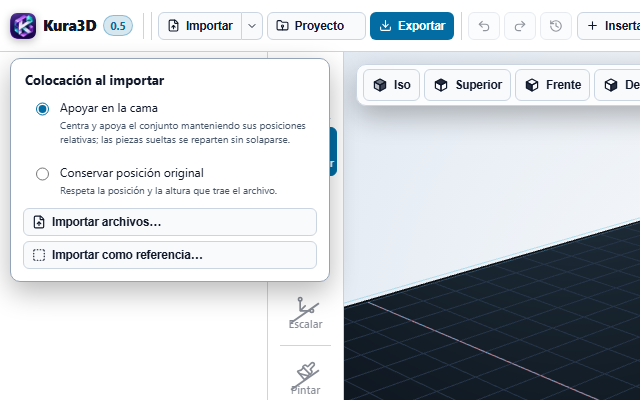 Kura3D 0.5 Importar Proyecto Exportar
Colocación al importar
Apoyar en la cama
Centra y apoya el conjunto manteniendo sus posiciones
relativas; las piezas sueltas se reparten sin solaparse.
Conservar posición original
Respeta la posición y la altura que trae el archivo.
Importar archivos...
Importar como referencia...
Iso Superior Frente
Escalar
Pintar